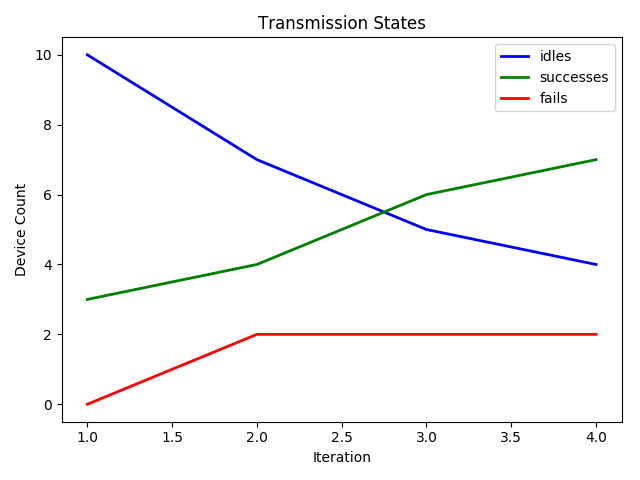 Transmission States
idles
successes
fails
Device Count
10
8
6
4
2
0
1.0 1.5 2.0 2.5 3.0 3.5 4.0
Iteration